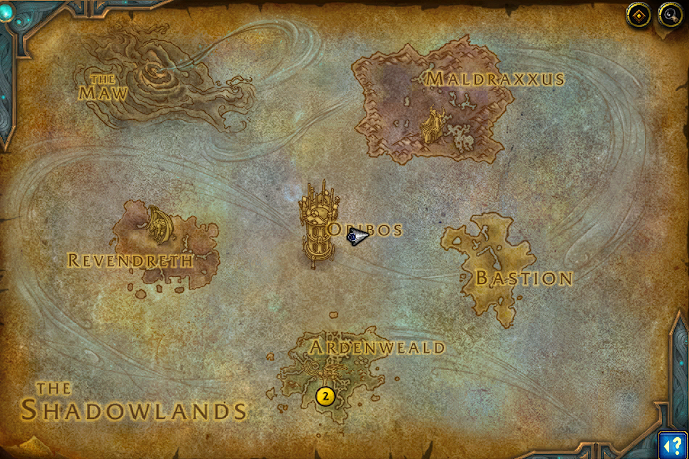 THE
MAW
MALDRAXXUS
ORIBOS
REVENDRETH
BASTION
ARDENWEALD
2
THE
SHADOWLANDS
?